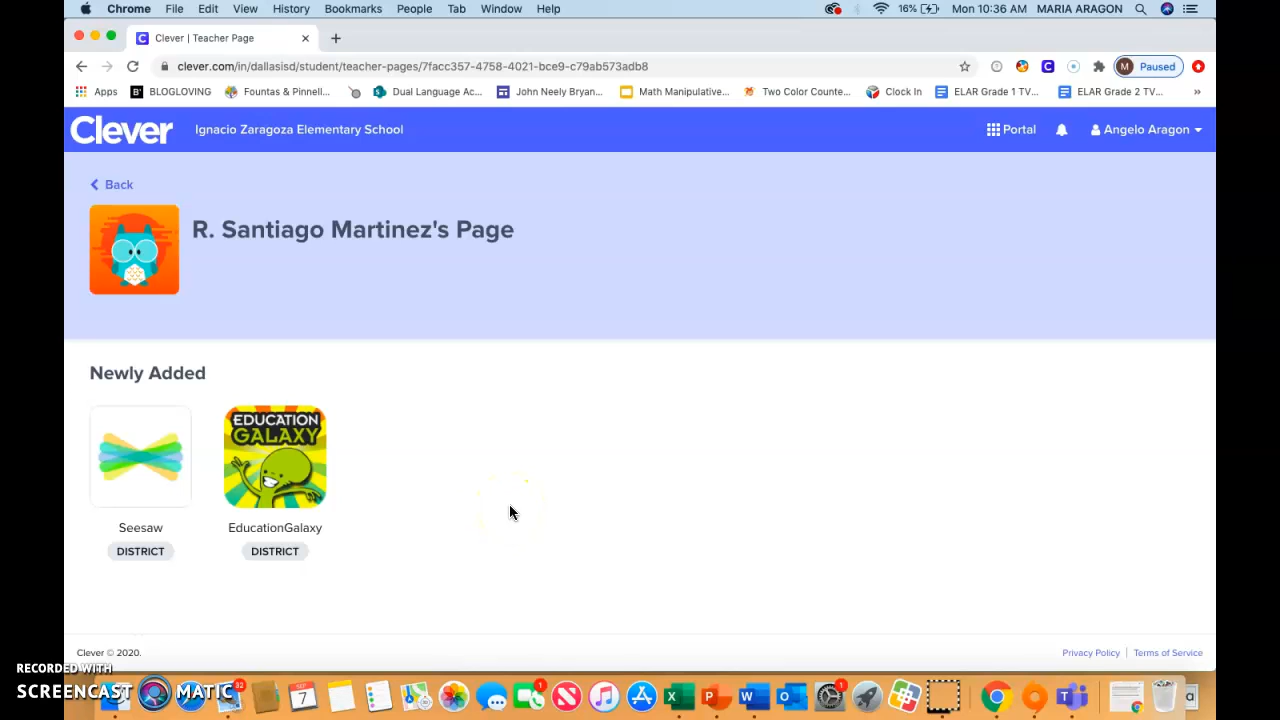 Chrome File Edit View History Bookmarks People Tab Window Help 16% Mon 10:36 AM MARIA ARAGON
Clever | Teacher Page
clever.com/in/dallasisd/student/teacher-pages/7facc357-4758-4021-bce9-c79ab573adb8 M Paused
Apps BLOGLOVING Fountas & Pinnell... Dual Language Ac... John Neely Bryan... Math Manipulative... Two Color Counte... Clock In ELAR Grade 1 TV... ELAR Grade 2 TV... »
Clever Ignacio Zaragoza Elementary School Portal Angelo Aragon
Back
R. Santiago Martinez's Page
Newly Added
EDUCATION
GALAXY
Seesaw EducationGalaxy
DISTRICT DISTRICT
Clever © 2020. Privacy Policy | Terms of Service
RECORDED WITH
SCREENCAST MATIC